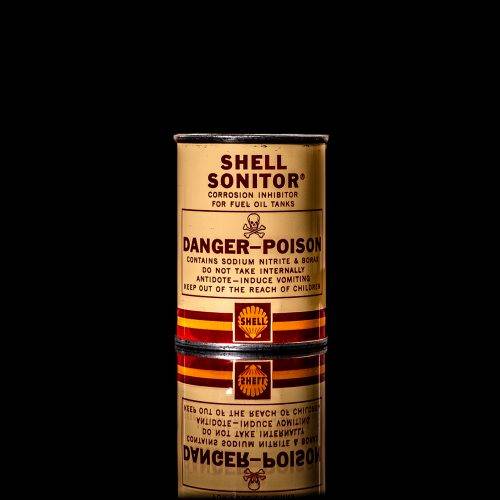 SHELL
SONITOR®
CORROSION INHIBITOR
FOR FUEL OIL TANKS
DANGER-POISON
CONTAINS SODIUM NITRITE & BORAX
DO NOT TAKE INTERNALLY
ANTIDOTE-INDUCE VOMITING
KEEP OUT OF THE REACH OF CHILDREN
SHELL